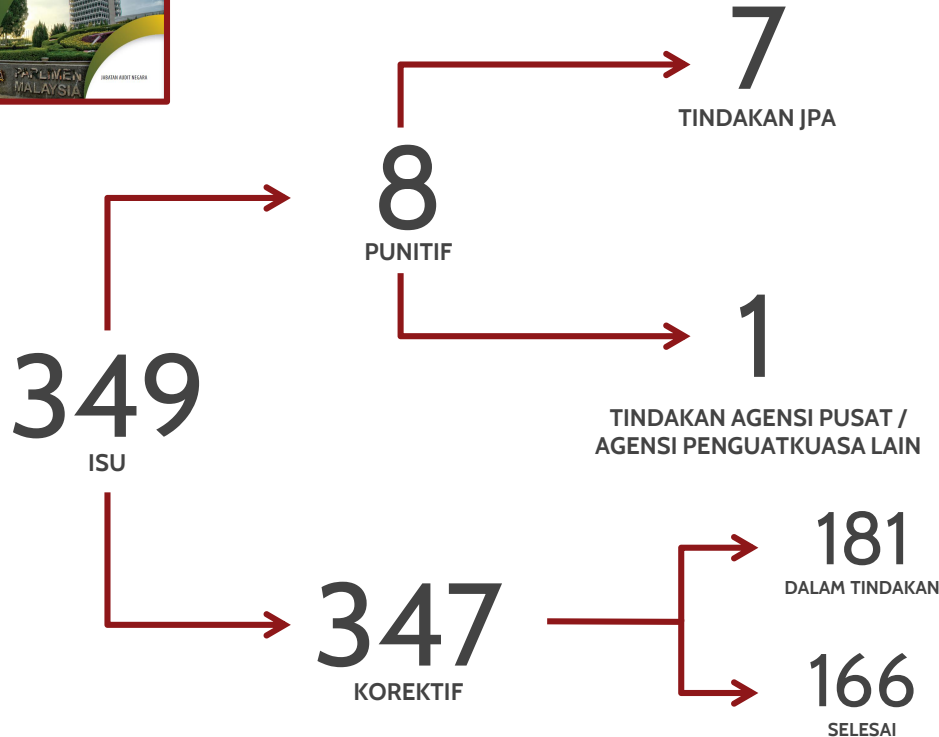 PARLIMEN
MALAYSIA
JABATAN AUDIT NEGARA
7
TINDAKAN JPA
8
PUNITIF
1
TINDAKAN AGENSI PUSAT /
AGENSI PENGUATKUASA LAIN
349
ISU
181
DALAM TINDAKAN
347
KOREKTIF
166
SELESAI